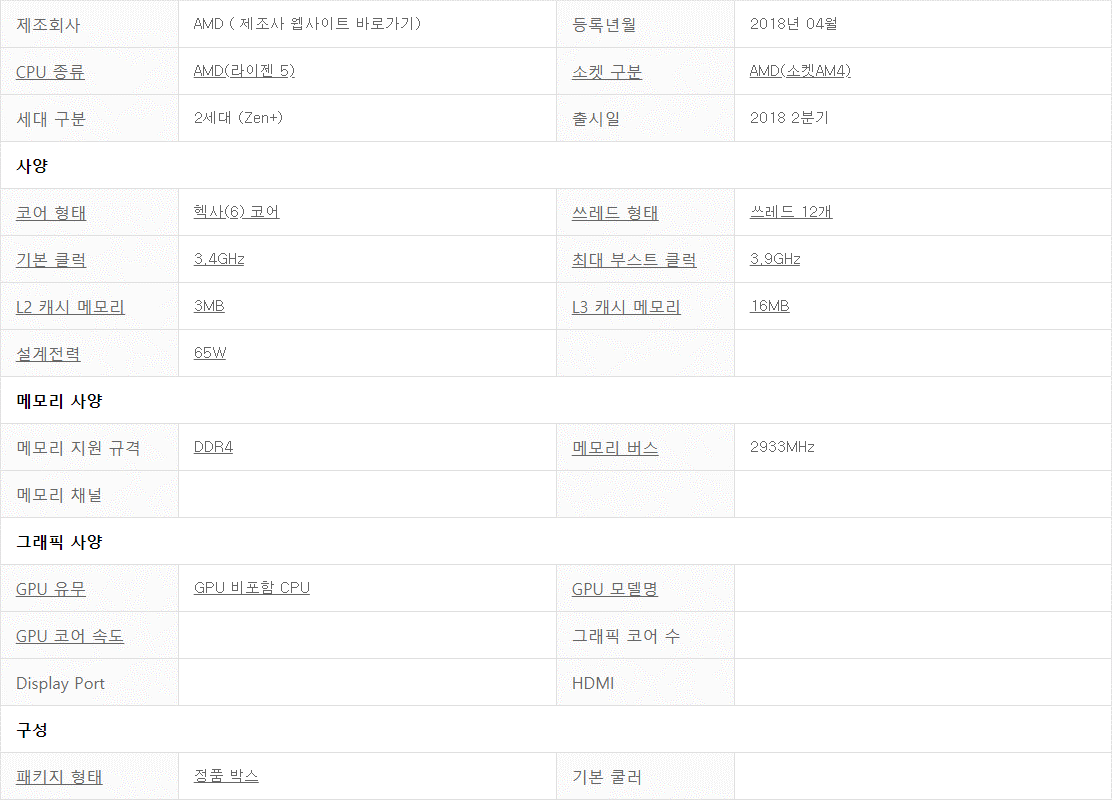 제조회사 AMD ( 제조사 웹사이트 바로가기) 등록년월 2018년 04월
CPU 종류 AMD(라이젠 5) 소켓 구분 AMD(소켓AM4)
세대 구분 2세대 (Zen+) 출시일 2018 2분기
사양
코어 형태 헥사(6) 코어 쓰레드 형태 쓰레드 12개
기본 클럭 3.4GHz 최대 부스트 클럭 3.9GHz
L2 캐시 메모리 3MB L3 캐시 메모리 16MB
설계전력 65W
메모리 사양
메모리 지원 규격 DDR4 메모리 버스 2933MHz
메모리 채널
그래픽 사양
GPU 유무 GPU 비포함 CPU GPU 모델명
GPU 코어 속도 그래픽 코어 수
Display Port HDMI
구성
패키지 형태 정품 박스 기본 쿨러